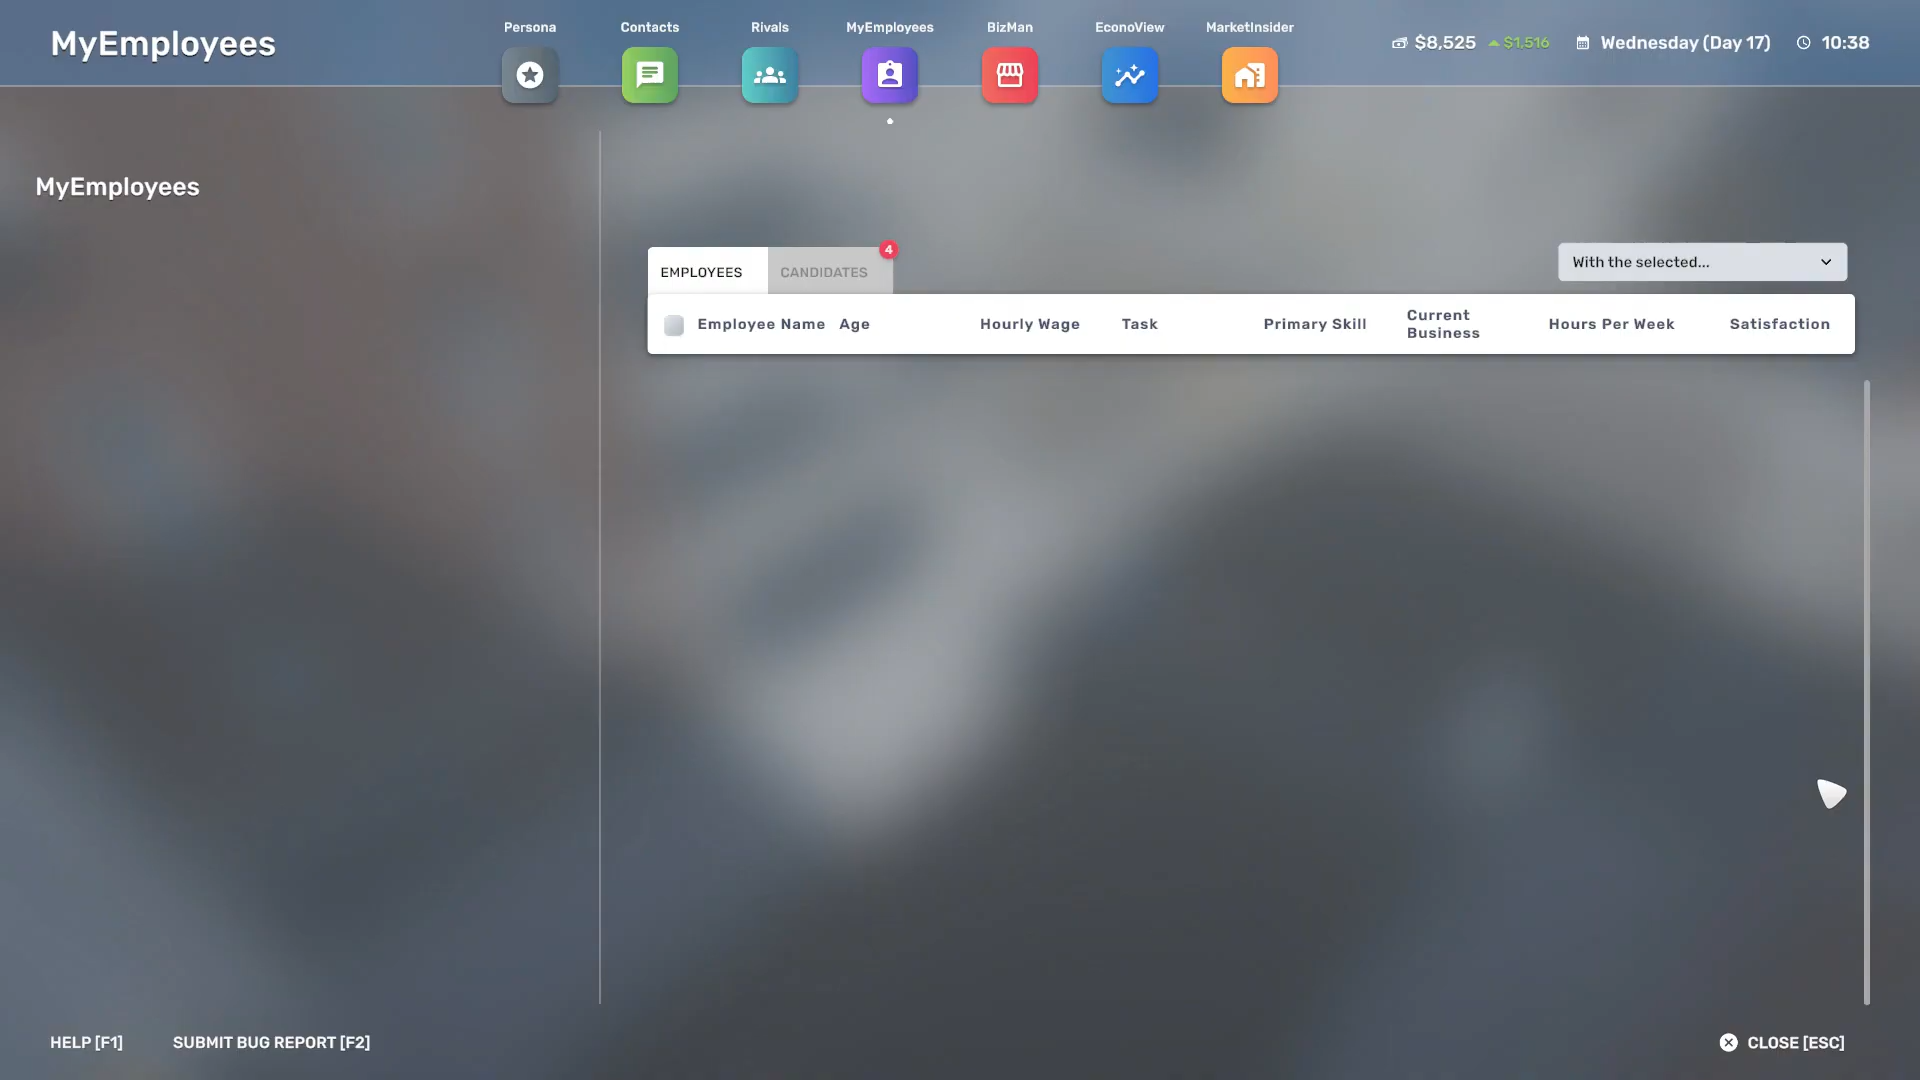 MyEmployees
Persona
Contacts
Rivals
MyEmployees
BizMan
EconoView
MarketInsider
$8,525
$1,516
Wednesday (Day 17)
10:38
MyEmployees
EMPLOYEES
CANDIDATES
4
With the selected...
Employee Name
Age
Hourly Wage
Task
Primary Skill
Current
Business
Hours Per Week
Satisfaction
HELP [F1]
SUBMIT BUG REPORT [F2]
CLOSE [ESC]